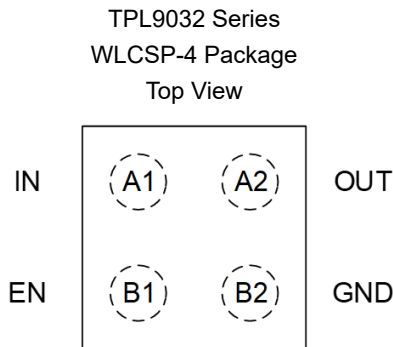 TPL9032 Series
WLCSP-4 Package
Top View
IN A1 A2 OUT
EN B1 B2 GND